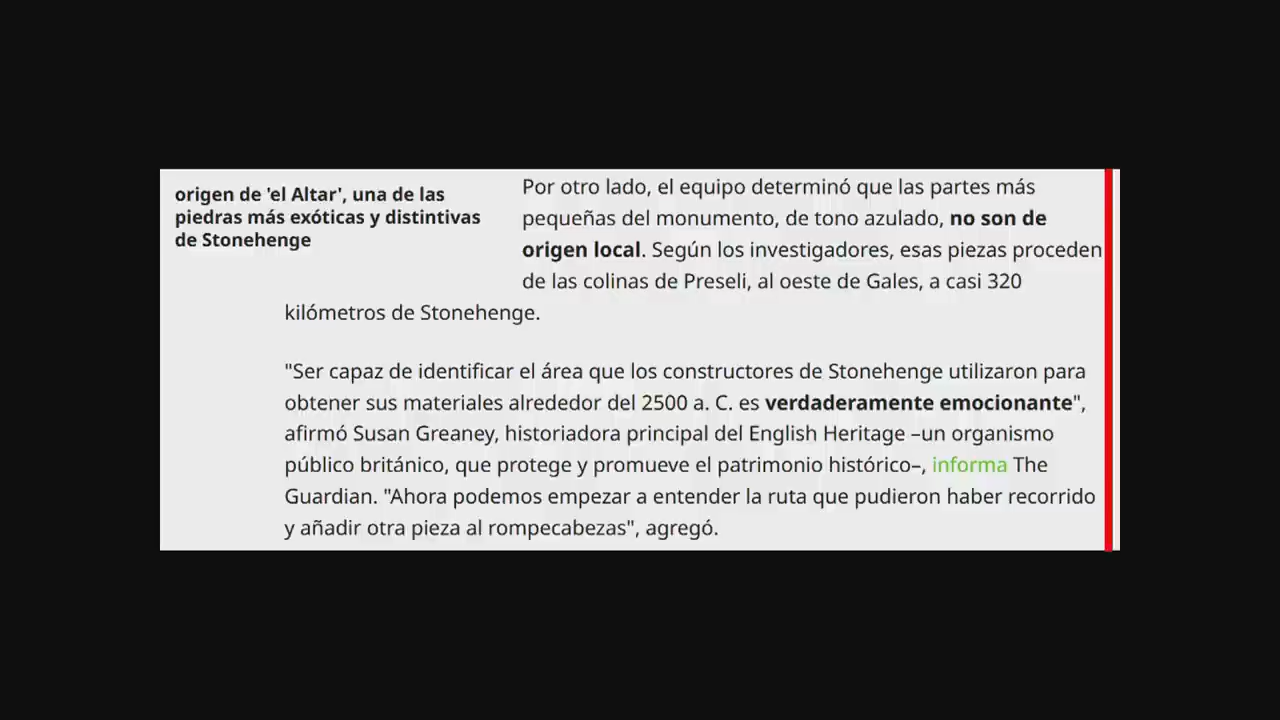 origen de 'el Altar', una de las
piedras más exóticas y distintivas
de Stonehenge
Por otro lado, el equipo determinó que las partes más
pequeñas del monumento, de tono azulado, no son de
origen local. Según los investigadores, esas piezas proceden
de las colinas de Preseli, al oeste de Gales, a casi 320
kilómetros de Stonehenge.
"Ser capaz de identificar el área que los constructores de Stonehenge utilizaron para
obtener sus materiales alrededor del 2500 a. C. es verdaderamente emocionante",
afirmó Susan Greaney, historiadora principal del English Heritage –un organismo
público británico, que protege y promueve el patrimonio histórico–, informa The
Guardian. "Ahora podemos empezar a entender la ruta que pudieron haber recorrido
y añadir otra pieza al rompecabezas", agregó.